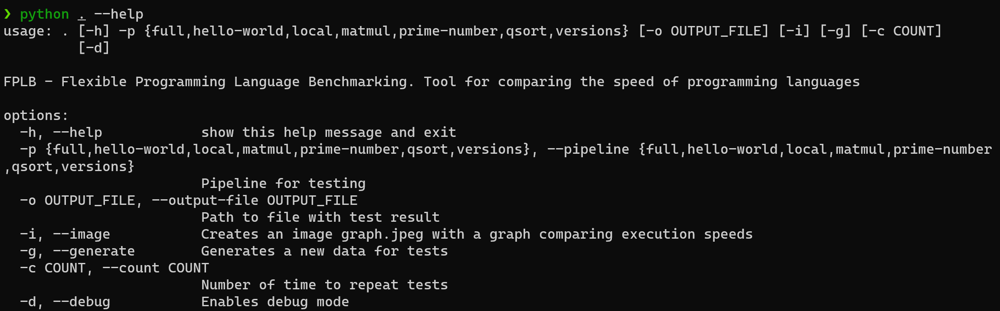 ❯ python . --help
usage: . [-h] -p {full,hello-world,local,matmul,prime-number,qsort,versions} [-o OUTPUT_FILE] [-i] [-g] [-c COUNT]
         [-d]

FPLB - Flexible Programming Language Benchmarking. Tool for comparing the speed of programming languages

options:
  -h, --help            show this help message and exit
  -p {full,hello-world,local,matmul,prime-number,qsort,versions}, --pipeline {full,hello-world,local,matmul,prime-number
,qsort,versions}
                        Pipeline for testing
  -o OUTPUT_FILE, --output-file OUTPUT_FILE
                        Path to file with test result
  -i, --image           Creates an image graph.jpeg with a graph comparing execution speeds
  -g, --generate        Generates a new data for tests
  -c COUNT, --count COUNT
                        Number of time to repeat tests
  -d, --debug           Enables debug mode